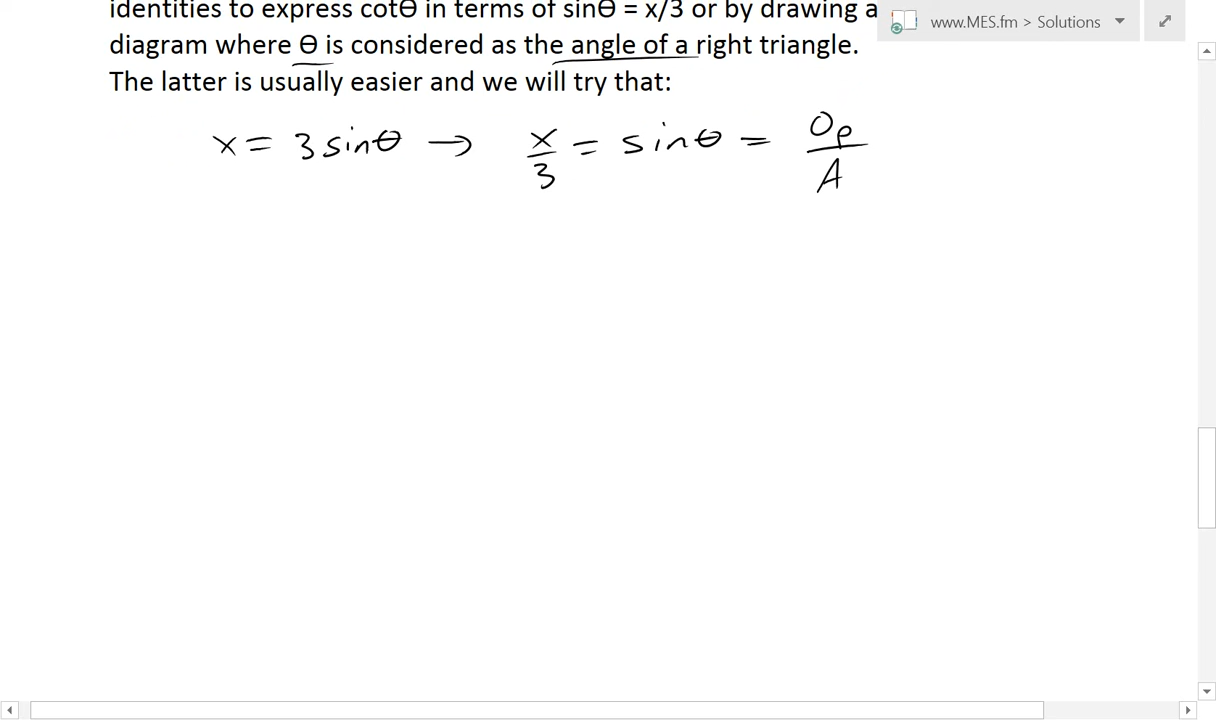 identities to express cotθ in terms of sinθ = x/3 or by drawing a
www.MES.fm > Solutions
diagram where θ is considered as the angle of a right triangle.
The latter is usually easier and we will try that:
x = 3 sinθ → x/3 = sinθ = Op/A